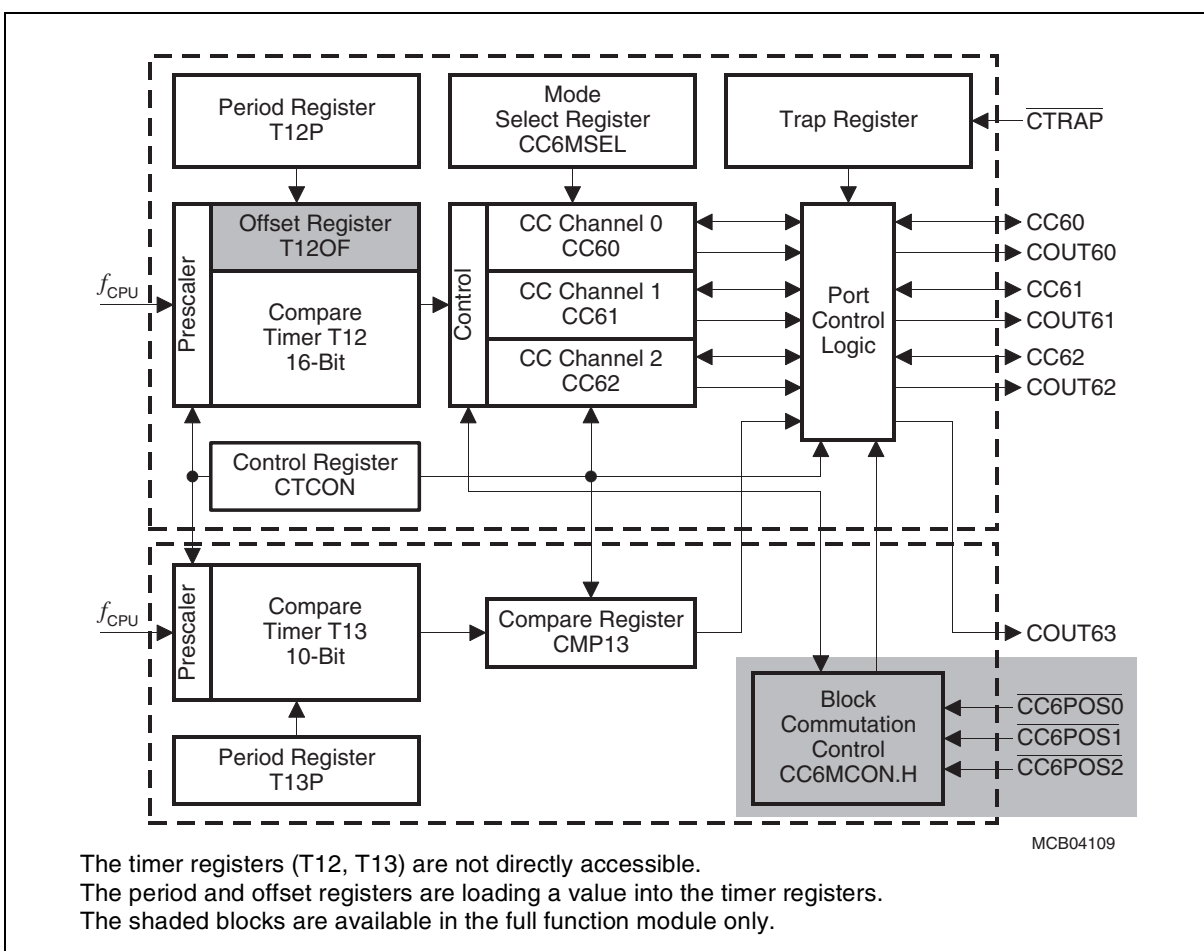 Period Register
T12P
Mode
Select Register
CC6MSEL
Trap Register
CTRAP
Prescaler
Offset Register
T12OF
Compare
Timer T12
16-Bit
fCPU
Control
CC Channel 0
CC60
CC Channel 1
CC61
CC Channel 2
CC62
Port
Control
Logic
CC60
COUT60
CC61
COUT61
CC62
COUT62
Control Register
CTCON
fCPU
Prescaler
Compare
Timer T13
10-Bit
Compare Register
CMP13
COUT63
Period Register
T13P
Block
Commutation
Control
CC6MCON.H
CC6POS0
CC6POS1
CC6POS2
MCB04109
The timer registers (T12, T13) are not directly accessible.
The period and offset registers are loading a value into the timer registers.
The shaded blocks are available in the full function module only.